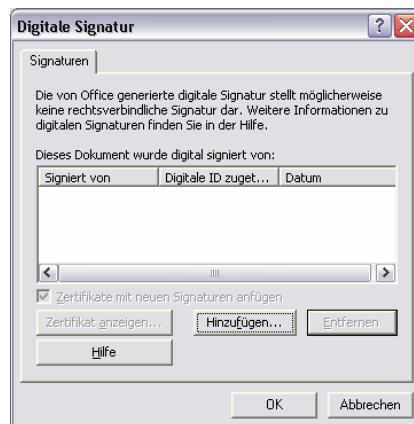 Digitale Signatur
Signaturen
Die von Office generierte digitale Signatur stellt möglicherweise
keine rechtsverbindliche Signatur dar. Weitere Informationen zu
digitalen Signaturen finden Sie in der Hilfe.
Dieses Dokument wurde digital signiert von:
Signiert von Digitale ID zuget... Datum
Zertifikate mit neuen Signaturen anfügen
Zertifikat anzeigen... Hinzufügen... Entfernen
Hilfe
OK Abbrechen